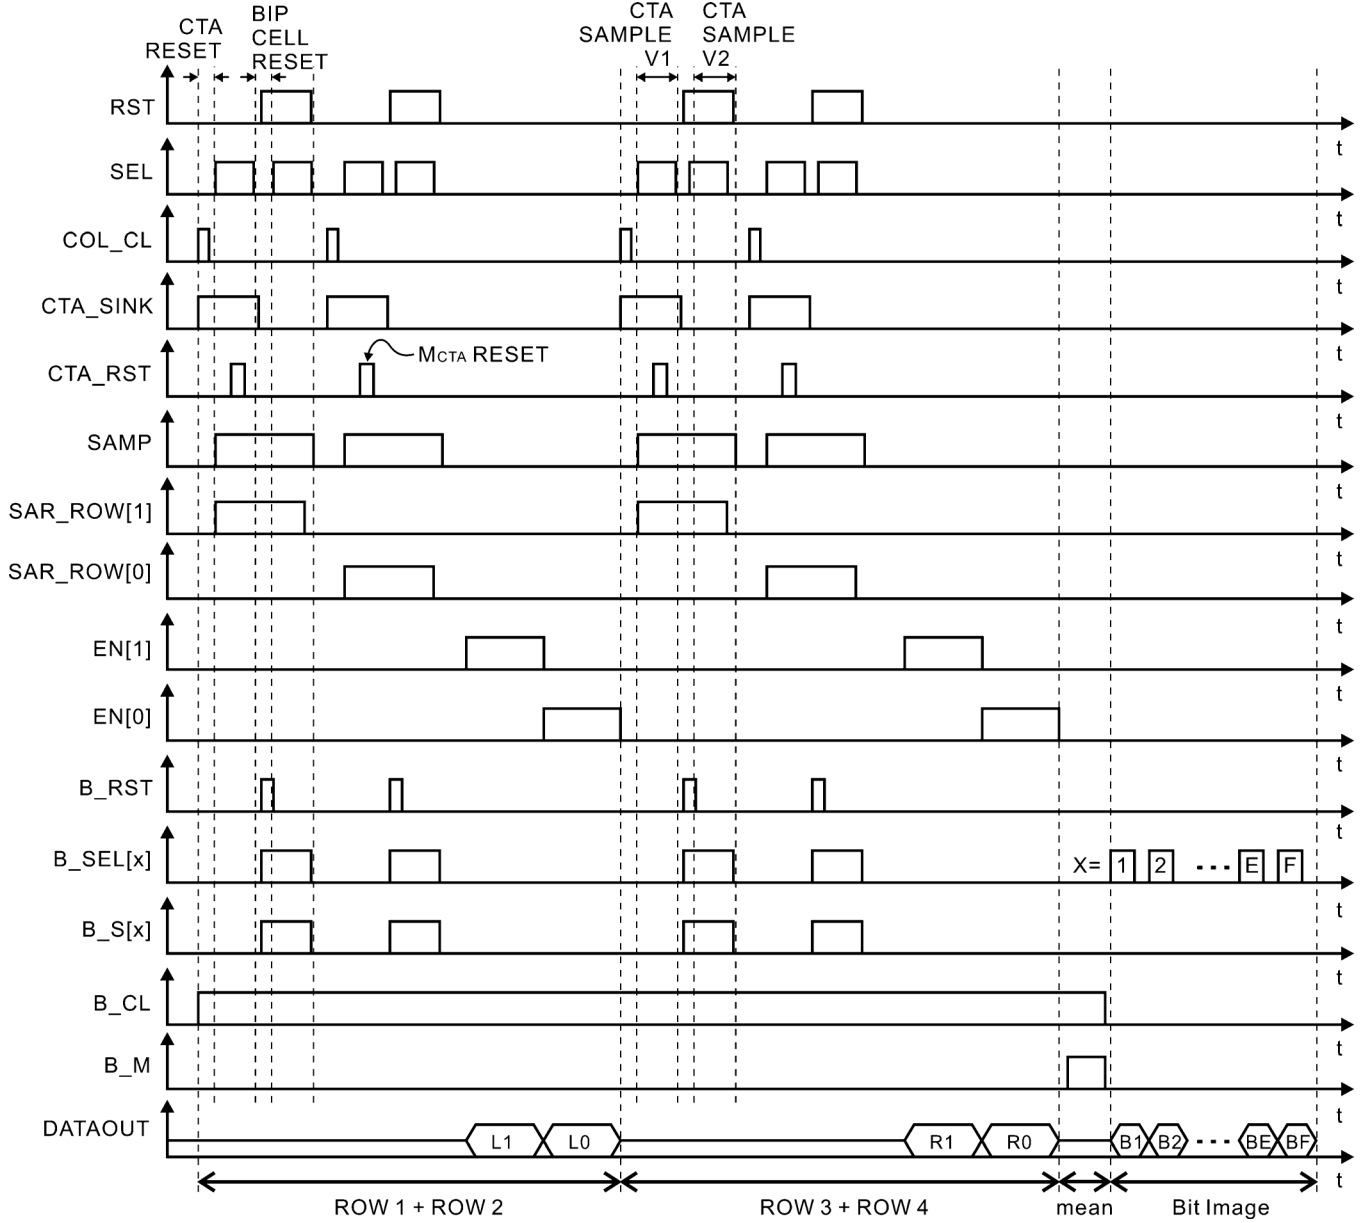 CTA RESET
BIP CELL RESET
CTA SAMPLE V1
CTA SAMPLE V2
RST
t
SEL
t
COL_CL
t
CTA_SINK
t
MCTA RESET
CTA_RST
t
SAMP
t
SAR_ROW[1]
t
SAR_ROW[0]
t
EN[1]
t
EN[0]
t
B_RST
t
B_SEL[x]
X= 1 2 --- E F
t
B_S[x]
t
B_CL
t
B_M
t
DATAOUT
L1 L0 R1 R0 B1 B2 --- BE BF
t
ROW 1 + ROW 2 ROW 3 + ROW 4 mean Bit Image